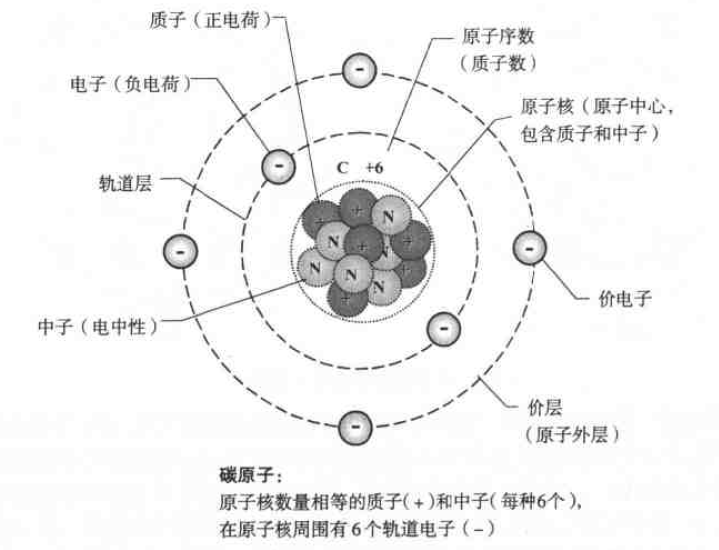 质子（正电荷）
原子序数
（质子数）
电子（负电荷）
原子核（原子中心，
包含质子和中子）
C +6
轨道层
+
+
N
N
+
N
+
N
N
+
N
+
-
-
-
-
-
-
价电子
中子（电中性）
价层
（原子外层）
碳原子：
原子核数量相等的质子(+)和中子(每种6个)，
在原子核周围有6个轨道电子(-)